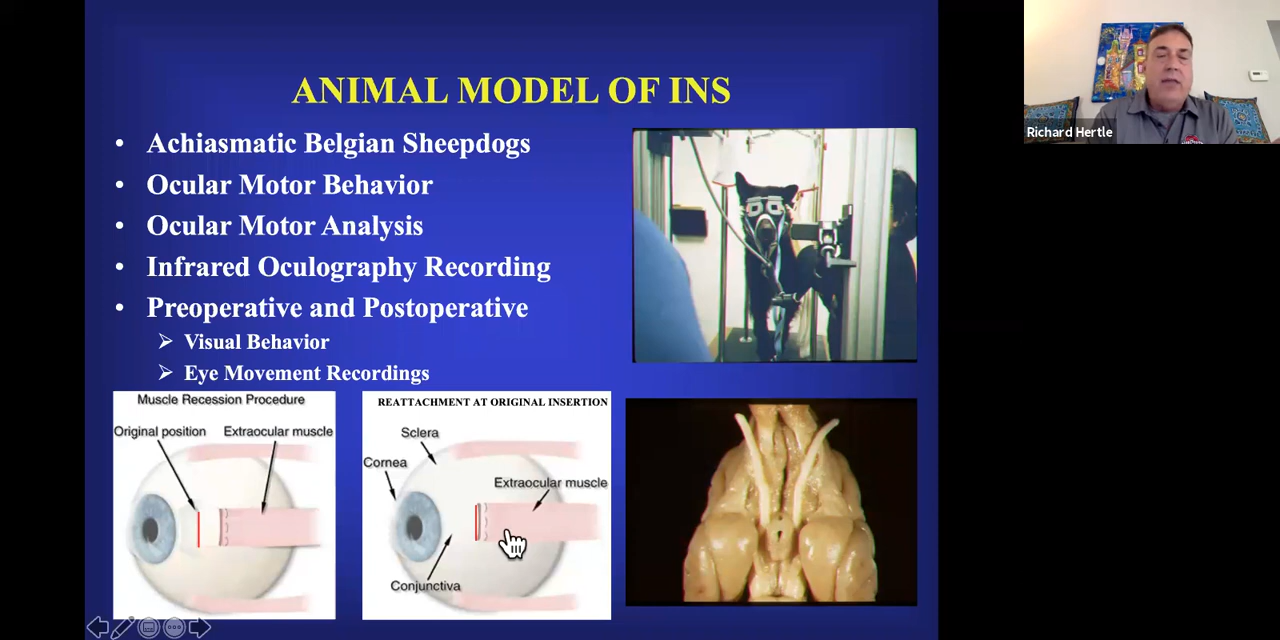 ANIMAL MODEL OF INS
Achiasmatic Belgian Sheepdogs
Ocular Motor Behavior
Ocular Motor Analysis
Infrared Oculography Recording
Preoperative and Postoperative
Visual Behavior
Eye Movement Recordings
Muscle Recession Procedure
Original position
Extraocular muscle
REATTACHMENT AT ORIGINAL INSERTION
Sclera
Cornea
Extraocular muscle
Conjunctiva
Richard Hertle